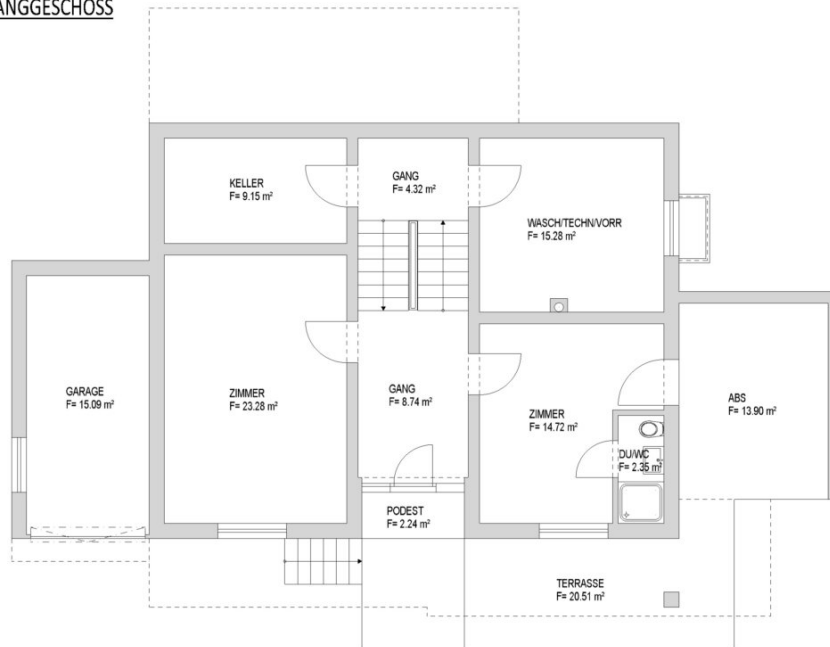 ANGGESCHOSS
KELLER
F= 9.15 m²
GANG
F= 4.32 m²
WASCH/TECHN/VORR
F= 15.28 m²
GARAGE
F= 15.09 m²
ZIMMER
F= 23.28 m²
GANG
F= 8.74 m²
ZIMMER
F= 14.72 m²
ABS
F= 13.90 m²
DU/WC
F= 2.35 m²
PODEST
F= 2.24 m²
TERRASSE
F= 20.51 m²